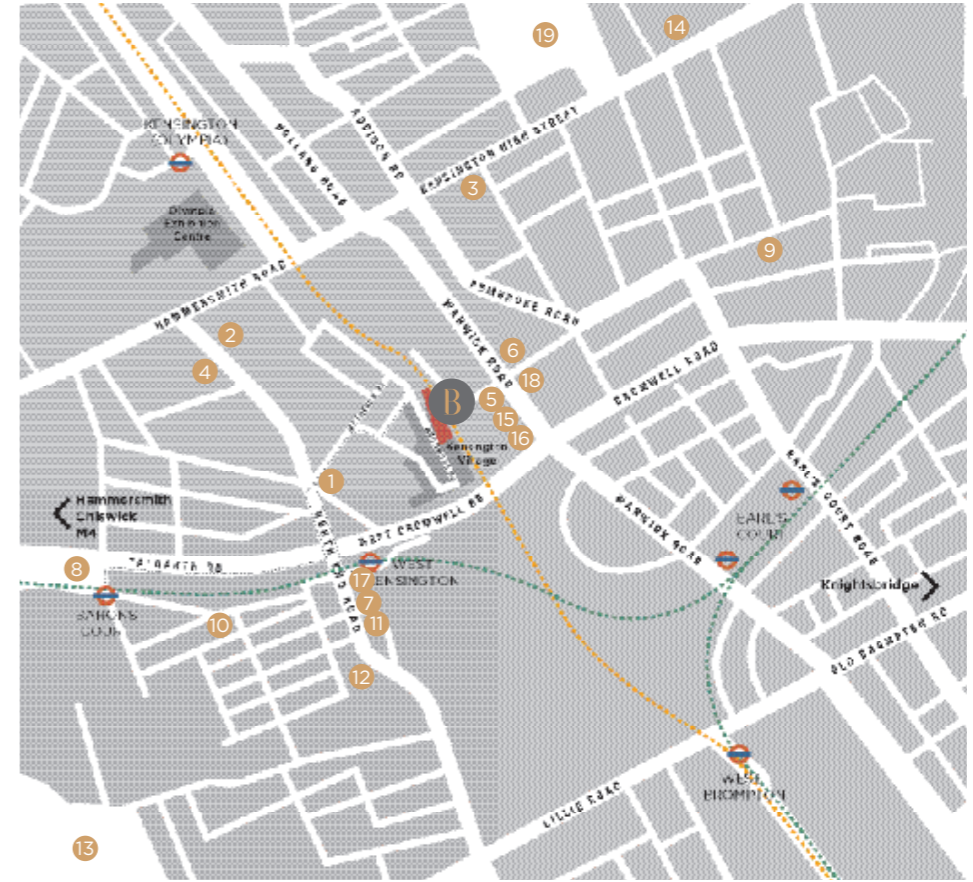 19
14
KENSINGTON
(OLYMPIA)
HOLLAND ROAD
ADDISON RD
KENSINGTON HIGH STREET
3
Olympia
Exhibition
Centre
9
HAMMERSMITH ROAD
PEMBROKE ROAD
WARWICK ROAD
2
6
4
18
CROMWELL ROAD
5
B
15
16
Kensington
Village
1
EARL'S COURT ROAD
Hammersmith
Chiswick
M4
WEST CROMWELL RD
NORTH END ROAD
WARWICK ROAD
EARL'S
COURT
TALGARTH RD
8
WEST
KENSINGTON
17
Knightsbridge
7
BARONS
COURT
10
11
OLD BROMPTON RD
12
WEST
BROMPTON
LILLIE ROAD
13